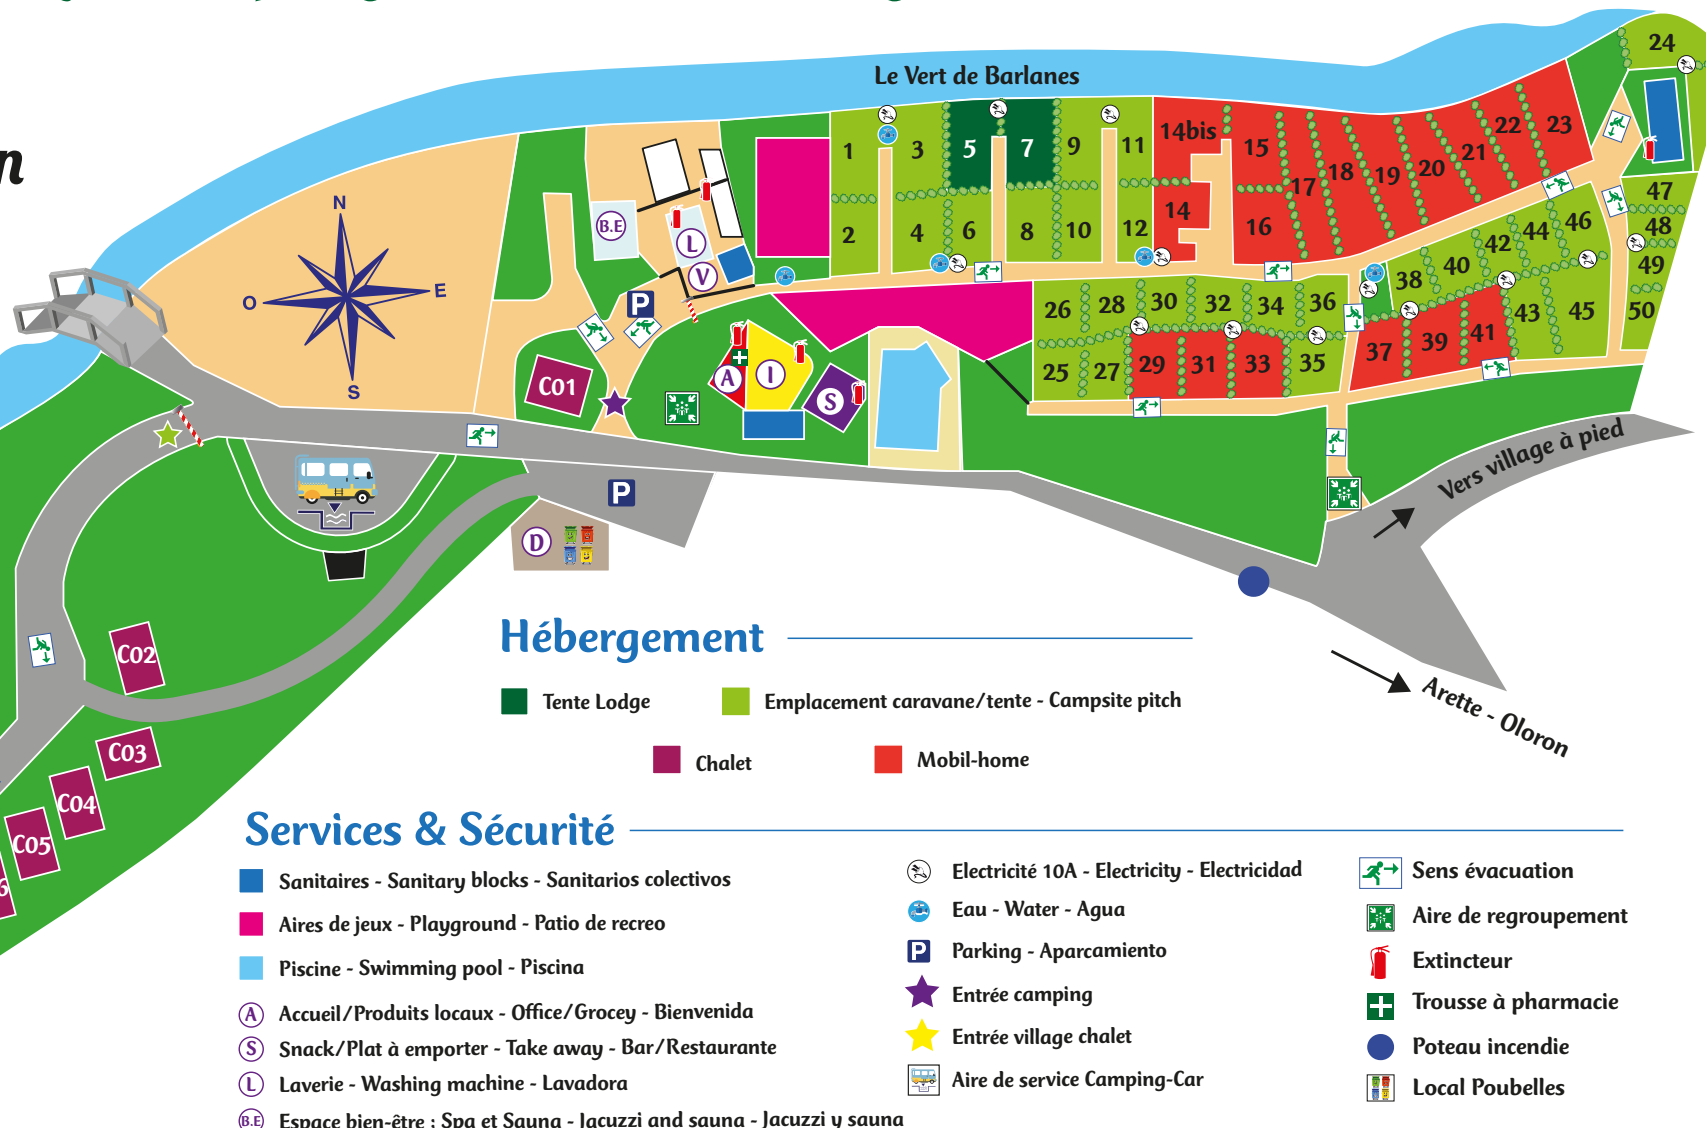 n
Le Vert de Barlanes
24
1
3
5
7
9
11
14bis
15
17
18
19
20
21
22
23
2
4
6
8
10
12
14
16
47
48
49
50
26
28
30
32
34
36
38
40
42
44
46
25
27
29
31
33
35
37
39
41
43
45
N
O
E
S
B.E
L
V
P
A
I
S
C01
P
D
C02
C03
C04
C05
6
Vers village à pied
Arette - Oloron
Hébergement
Tente Lodge
Emplacement caravane/tente - Campsite pitch
Chalet
Mobil-home
Services & Sécurité
Sanitaires - Sanitary blocks - Sanitarios colectivos
Aires de jeux - Playground - Patio de recreo
Piscine - Swimming pool - Piscina
A Accueil/Produits locaux - Office/Grocey - Bienvenida
S Snack/Plat à emporter - Take away - Bar/Restaurante
L Laverie - Washing machine - Lavadora
B.E Espace bien-être : Spa et Sauna - Jacuzzi and sauna - Jacuzzi y sauna
Electricité 10A - Electricity - Electricidad
Eau - Water - Agua
P Parking - Aparcamiento
Entrée camping
Entrée village chalet
Aire de service Camping-Car
Sens évacuation
Aire de regroupement
Extincteur
Trousse à pharmacie
Poteau incendie
Local Poubelles